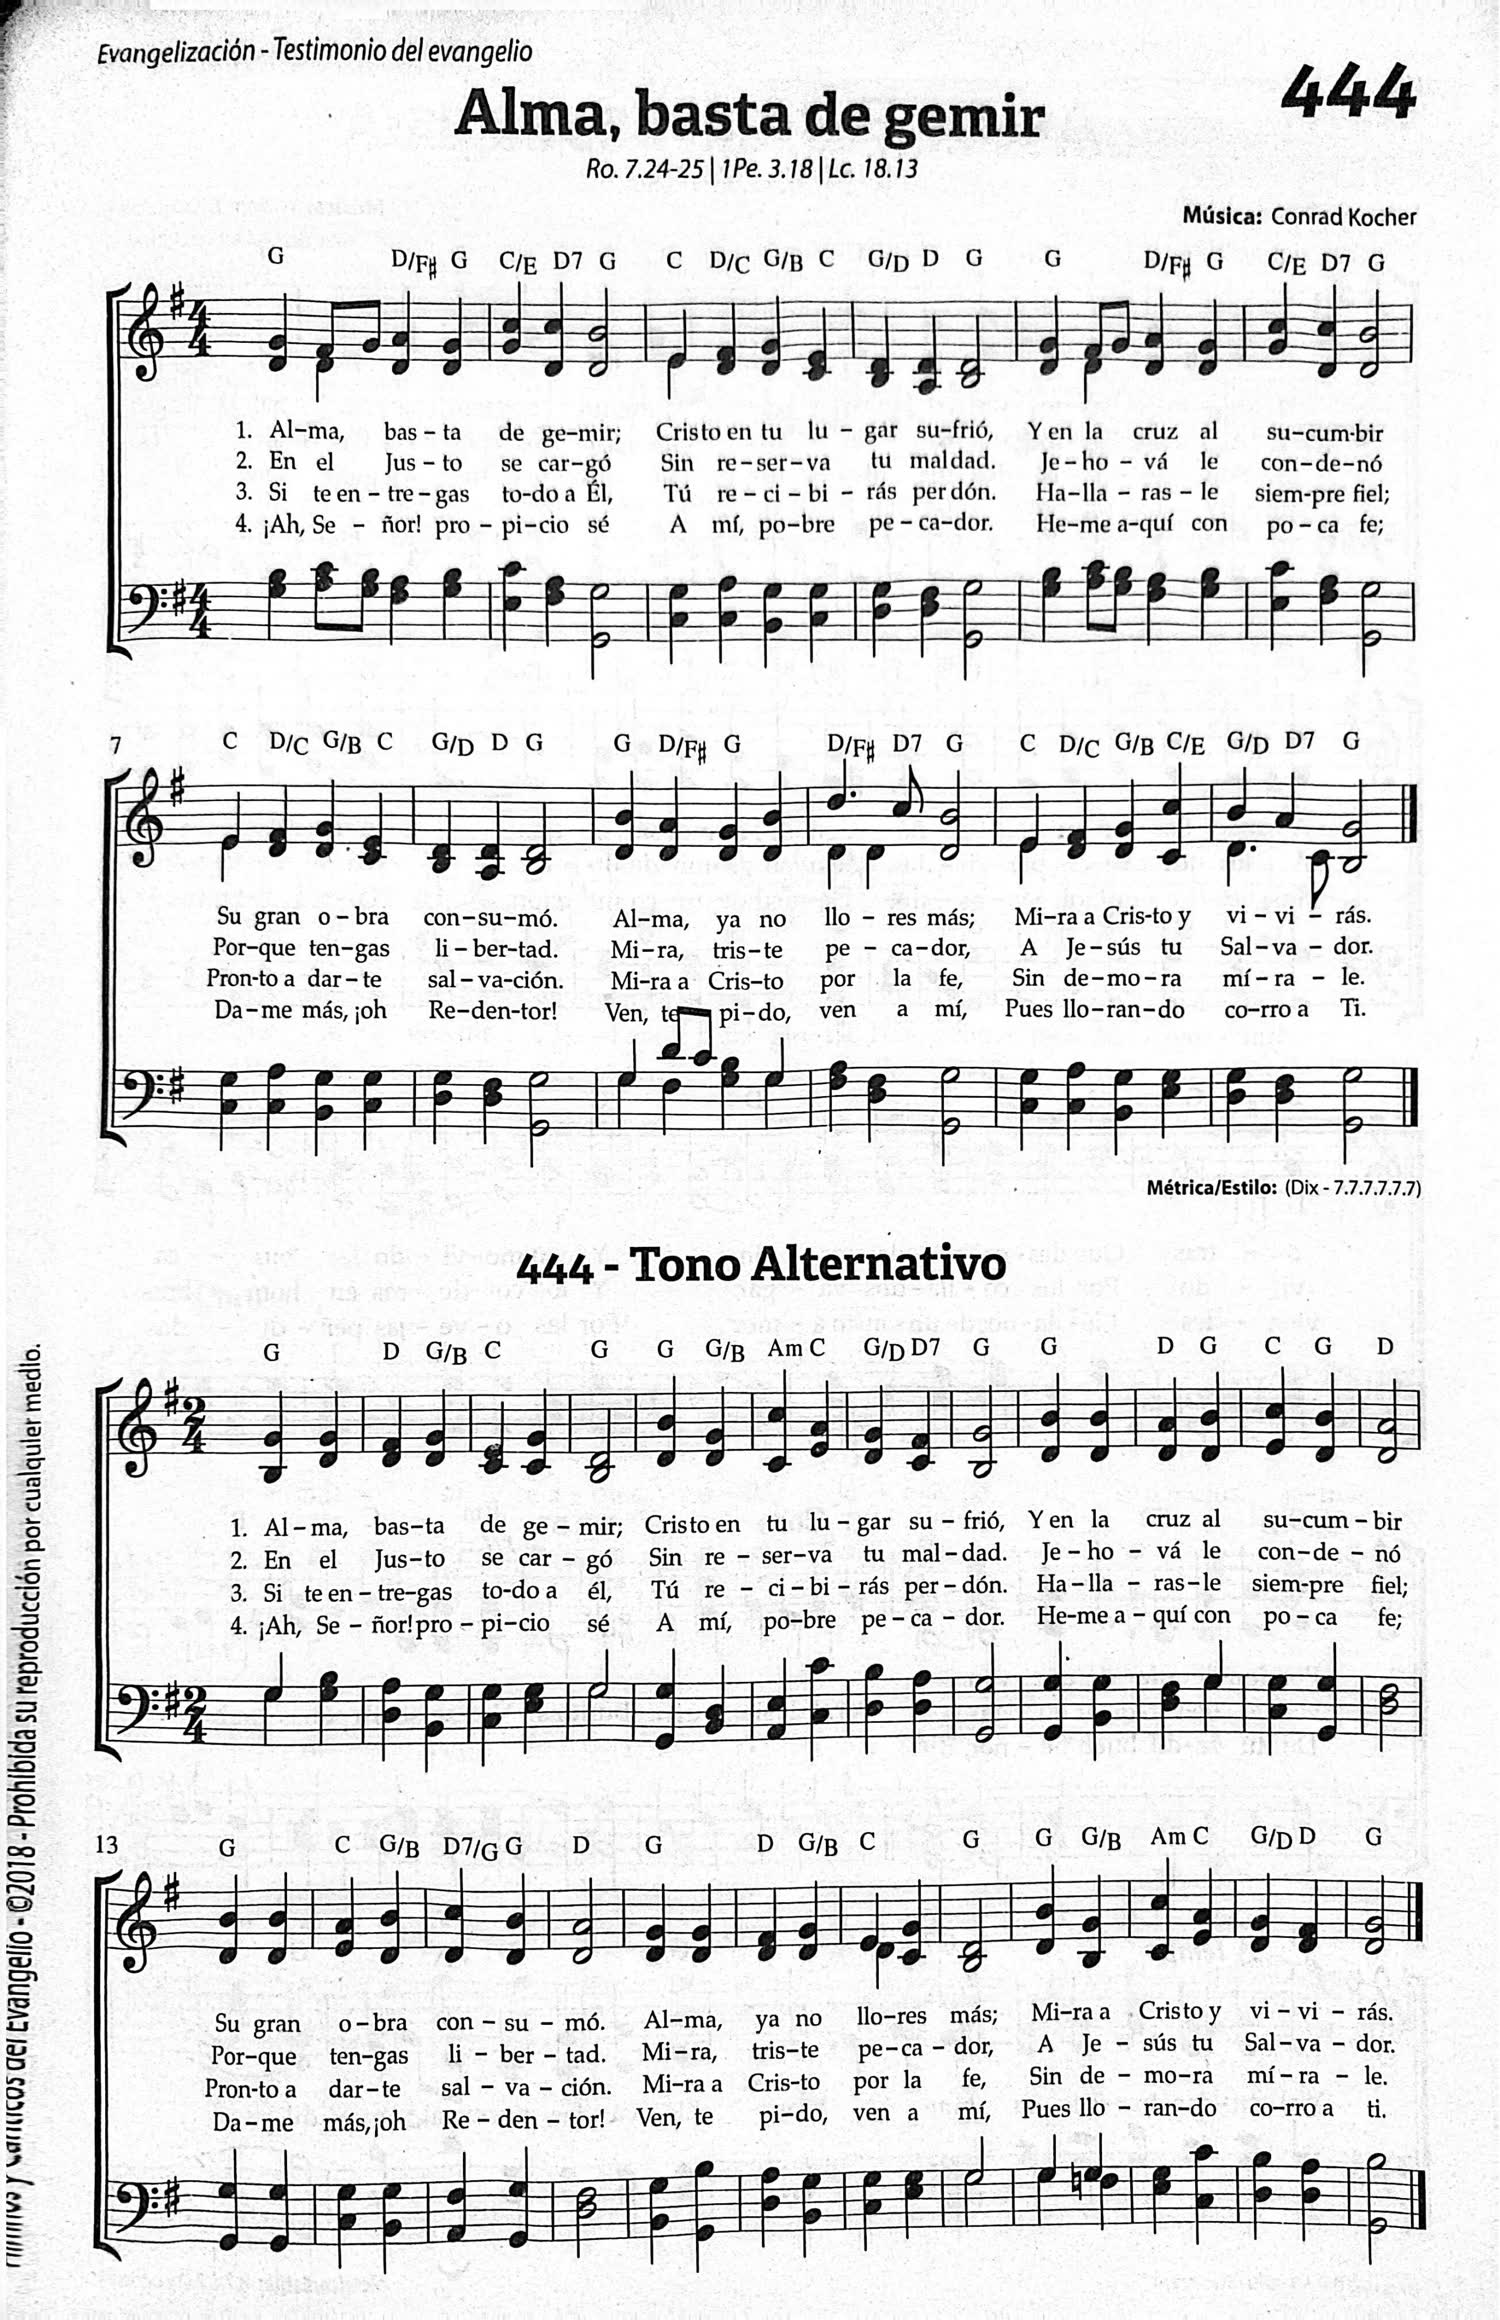 Evangelización - Testimonio del evangelio
444
Alma, basta de gemir
Ro. 7.24-25 | 1Pe. 3.18 | Lc. 18.13
Música: Conrad Kocher
G D/F# G C/E D7 G C D/C G/B C G/D D G G D/F# G C/E D7 G
1. Al–ma, bas – ta de ge–mir; Cristo en tu lu – gar su–frió, Y en la cruz al su–cum-bir
2. En el Jus – to se car–gó Sin re–ser–va tu maldad. Je–ho – vá le con–de–nó
3. Si te en – tre–gas to-do a Él, Tú re – ci – bi – rás perdón. Ha–lla – ras – le siem-pre fiel;
4. ¡Ah, Se – ñor! pro – pi–cio sé A mí, po–bre pe – ca–dor. He–me a–quí con po – ca fe;
7
C D/C G/B C G/D D G G D/F# G D/F# D7 G C D/C G/B C/E G/D D7 G
Su gran o – bra con–su–mó. Al–ma, ya no llo – res más; Mi–ra a Cris–to y vi – vi – rás.
Por–que ten–gas li – ber–tad. Mi–ra, tris–te pe – ca–dor, A Je–sús tu Sal–va – dor.
Pron-to a dar–te sal–va–ción. Mi–ra a Cris–to por la fe, Sin de–mo–ra mí–ra – le.
Da–me más, ¡oh Re–den–tor! Ven, te pi–do, ven a mí, Pues llo–ran–do co–rro a Ti.
Métrica/Estilo: (Dix - 7.7.7.7.7.7)
444 - Tono Alternativo
G D G/B C G G G/B Am C G/D D7 G G D G C G D
1. Al – ma, bas–ta de ge – mir; Cristo en tu lu – gar su – frió, Y en la cruz al su–cum – bir
2. En el Jus–to se car – gó Sin re – ser–va tu mal–dad. Je–ho – vá le con–de – nó
3. Si te en – tre–gas to–do a él, Tú re – ci – bi – rás per–dón. Ha–lla – ras–le siem–pre fiel;
4. ¡Ah, Se – ñor! pro – pi–cio sé A mí, po–bre pe – ca – dor. He-me a – quí con po – ca fe;
13
G C G/B D7/G G D G D G/B C G G G/B Am C G/D D G
Su gran o–bra con – su – mó. Al–ma, ya no llo–res más; Mi–ra a Cristo y vi – vi – rás.
Por–que ten–gas li – ber – tad. Mi–ra, tris–te pe–ca – dor, A Je – sús tu Sal–va – dor.
Pron-to a dar–te sal – va – ción. Mi–ra a Cris–to por la fe, Sin de – mo–ra mí – ra – le.
Da–me más, ¡oh Re – den – tor! Ven, te pi–do, ven a mí, Pues llo – ran–do co–rro a ti.
Himnos y Cánticos del Evangelio - ©2018 - Prohibida su reproducción por cualquier medio.